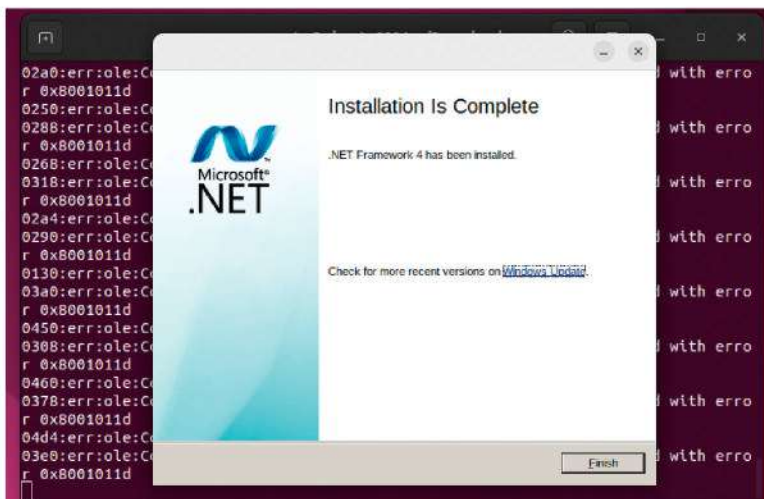 02a0:err:ole:C
d with erro
r 0x8001011d
0250:err:ole:C
0288:err:ole:C
d with erro
r 0x8001011d
0268:err:ole:C
0318:err:ole:C
d with erro
r 0x8001011d
02a4:err:ole:C
0290:err:ole:C
d with erro
r 0x8001011d
0130:err:ole:C
03a0:err:ole:C
d with erro
r 0x8001011d
0450:err:ole:C
0308:err:ole:C
d with erro
r 0x8001011d
0460:err:ole:C
0378:err:ole:C
d with erro
r 0x8001011d
04d4:err:ole:C
03e0:err:ole:C
d with erro
r 0x8001011d
Microsoft®
.NET
Installation Is Complete
.NET Framework 4 has been installed.
Check for more recent versions on Windows Update.
Finish